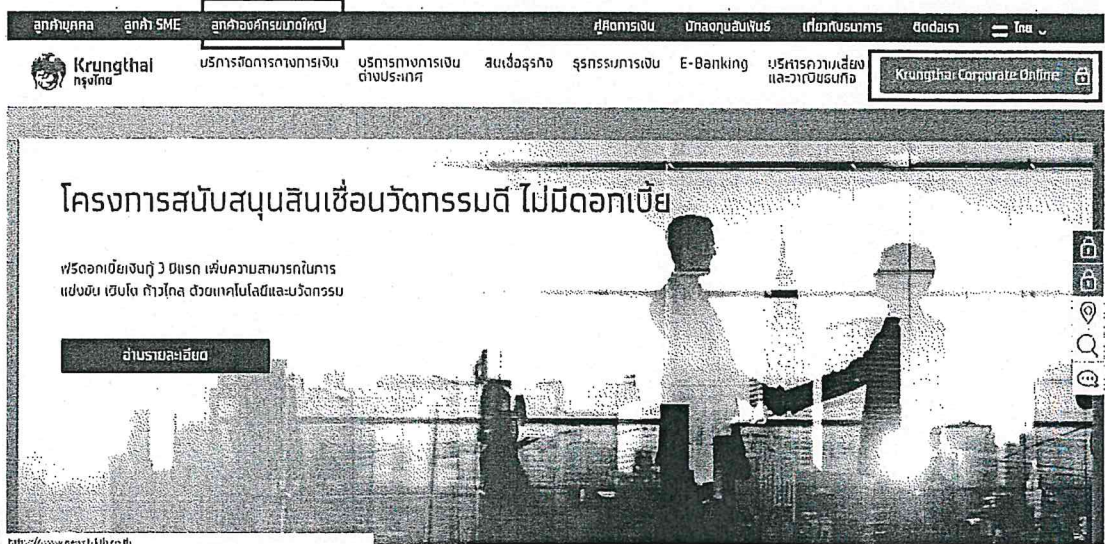 ลูกค้าบุคคล ลูกค้า SME ลูกค้าองค์กรขนาดใหญ่ คู่คิดการเงิน นักลงทุนสัมพันธ์ เกี่ยวกับธนาคาร ติดต่อเรา ไทย
Krungthai
กรุงไทย
บริการจัดการทางการเงิน บริการทางการเงิน สินเชื่อธุรกิจ ธุรกรรมการเงิน E-Banking บริหารความเสี่ยง Krungthai Corporate Online
ต่างประเทศ และวาณิชธนกิจ
โครงการสนับสนุนสินเชื่อนวัตกรรมดี ไม่มีดอกเบี้ย
ฟรีดอกเบี้ยเงินกู้ 3 ปีแรก เพิ่มความสามารถในการ
แข่งขัน เติบโต ก้าวไกล ด้วยเทคโนโลยีและนวัตกรรม
อ่านรายละเอียด